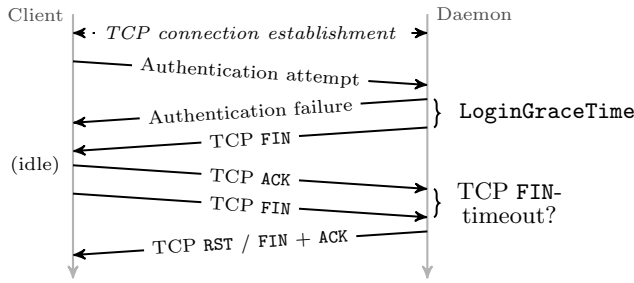 Client
Daemon
TCP connection establishment
Authentication attempt
Authentication failure
LoginGraceTime
TCP FIN
(idle)
TCP ACK
TCP FIN-
timeout?
TCP FIN
TCP RST / FIN + ACK